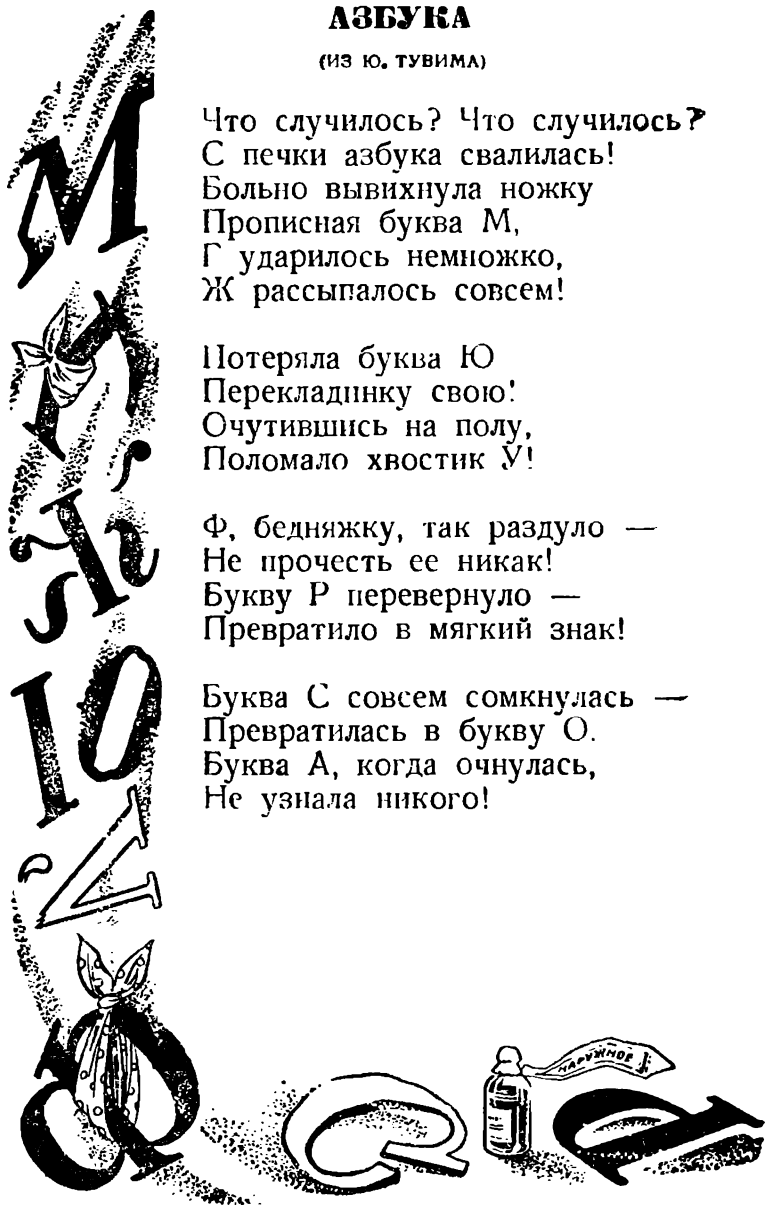 АЗБУКА
(ИЗ Ю. ТУВИМА)
Что случилось? Что случилось?
С печки азбука свалилась!
Больно вывихнула ножку
Прописная буква М,
Г ударилось немножко,
Ж рассыпалось совсем!
Потеряла буква Ю
Перекладинку свою!
Очутившись на полу,
Поломало хвостик У!
Ф, бедняжку, так раздуло —
Не прочесть ее никак!
Букву Р перевернуло —
Превратило в мягкий знак!
Буква С совсем сомкнулась —
Превратилась в букву О.
Буква А, когда очнулась,
Не узнала никого!
НАРУЖНОЕ